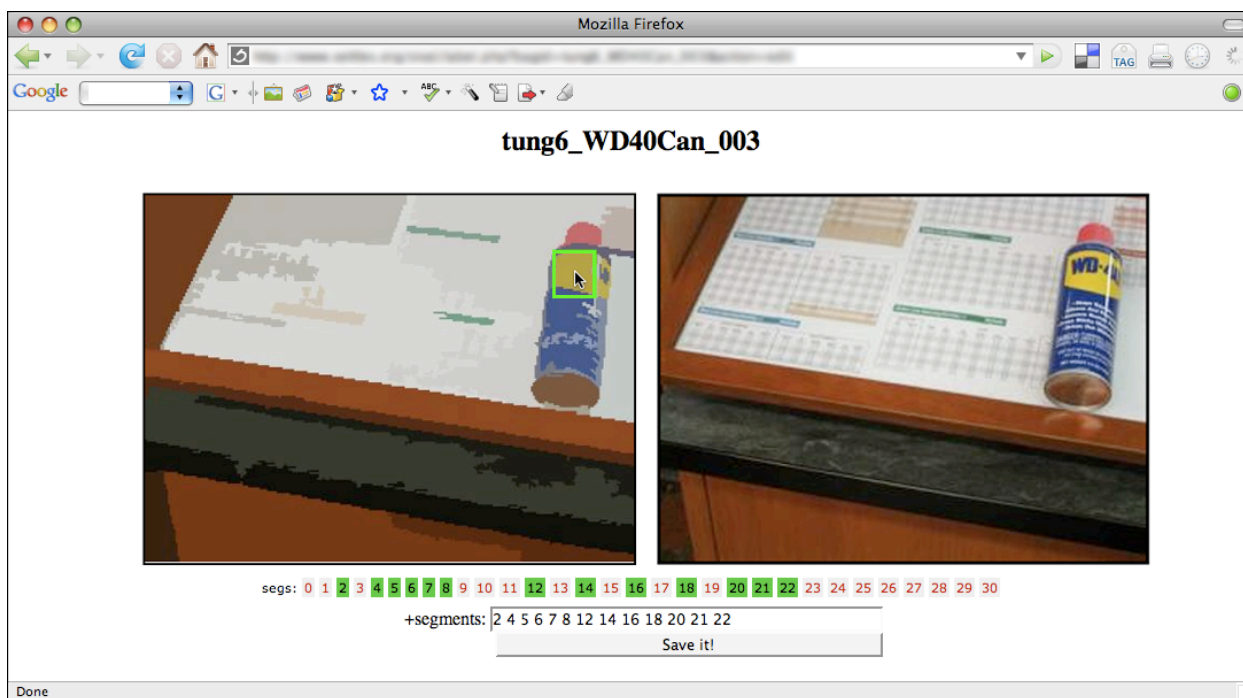 Mozilla Firefox
TAG
Google G ABC
tung6_WD40Can_003
WD-40
segs: 0 1 2 3 4 5 6 7 8 9 10 11 12 13 14 15 16 17 18 19 20 21 22 23 24 25 26 27 28 29 30
+segments: 2 4 5 6 7 8 12 14 16 18 20 21 22
Save it!
Done